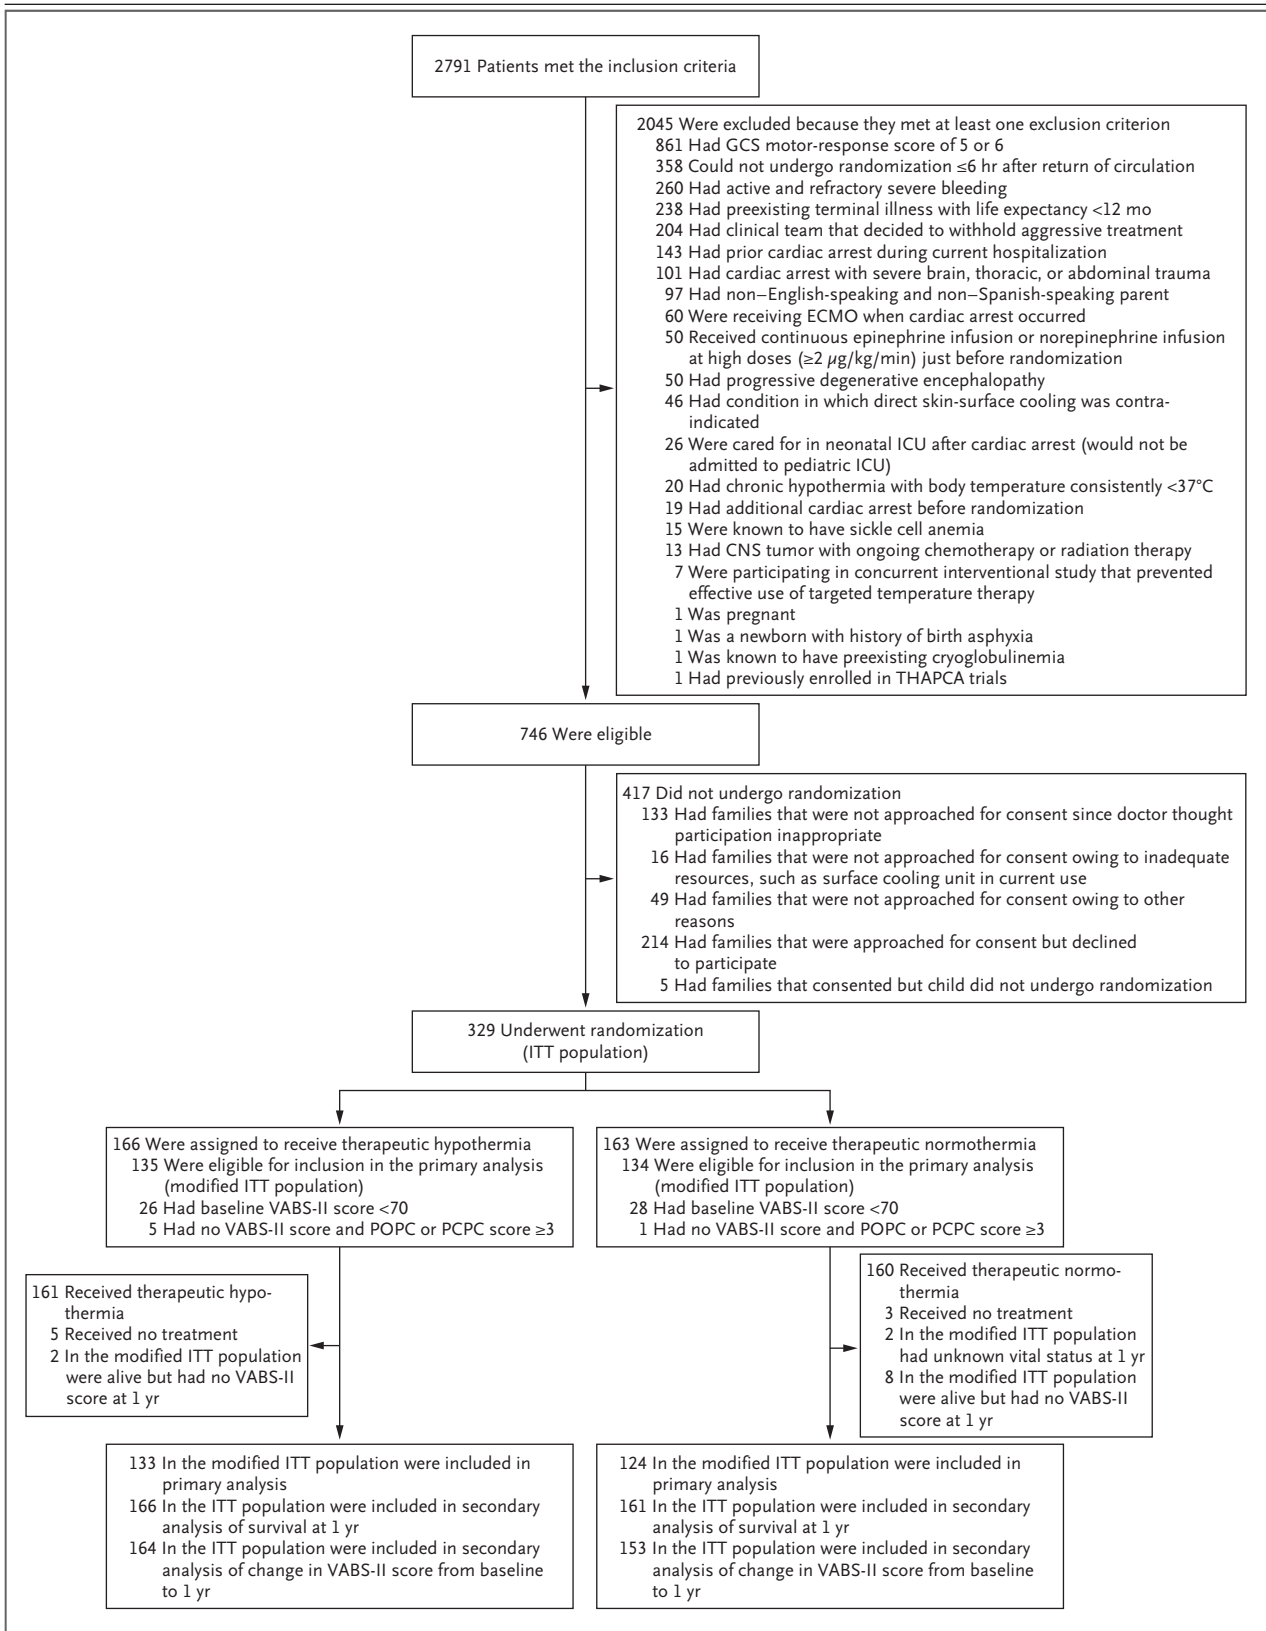 2791 Patients met the inclusion criteria
2045 Were excluded because they met at least one exclusion criterion
861 Had GCS motor-response score of 5 or 6
358 Could not undergo randomization ≤6 hr after return of circulation
260 Had active and refractory severe bleeding
238 Had preexisting terminal illness with life expectancy <12 mo
204 Had clinical team that decided to withhold aggressive treatment
143 Had prior cardiac arrest during current hospitalization
101 Had cardiac arrest with severe brain, thoracic, or abdominal trauma
97 Had non–English-speaking and non–Spanish-speaking parent
60 Were receiving ECMO when cardiac arrest occurred
50 Received continuous epinephrine infusion or norepinephrine infusion
at high doses (≥2 µg/kg/min) just before randomization
50 Had progressive degenerative encephalopathy
46 Had condition in which direct skin-surface cooling was contra-
indicated
26 Were cared for in neonatal ICU after cardiac arrest (would not be
admitted to pediatric ICU)
20 Had chronic hypothermia with body temperature consistently <37°C
19 Had additional cardiac arrest before randomization
15 Were known to have sickle cell anemia
13 Had CNS tumor with ongoing chemotherapy or radiation therapy
7 Were participating in concurrent interventional study that prevented
effective use of targeted temperature therapy
1 Was pregnant
1 Was a newborn with history of birth asphyxia
1 Was known to have preexisting cryoglobulinemia
1 Had previously enrolled in THAPCA trials
746 Were eligible
417 Did not undergo randomization
133 Had families that were not approached for consent since doctor thought
participation inappropriate
16 Had families that were not approached for consent owing to inadequate
resources, such as surface cooling unit in current use
49 Had families that were not approached for consent owing to other
reasons
214 Had families that were approached for consent but declined
to participate
5 Had families that consented but child did not undergo randomization
329 Underwent randomization
(ITT population)
166 Were assigned to receive therapeutic hypothermia
135 Were eligible for inclusion in the primary analysis
(modified ITT population)
26 Had baseline VABS-II score <70
5 Had no VABS-II score and POPC or PCPC score ≥3
163 Were assigned to receive therapeutic normothermia
134 Were eligible for inclusion in the primary analysis
(modified ITT population)
28 Had baseline VABS-II score <70
1 Had no VABS-II score and POPC or PCPC score ≥3
161 Received therapeutic hypo-
thermia
5 Received no treatment
2 In the modified ITT population
were alive but had no VABS-II
score at 1 yr
160 Received therapeutic normo-
thermia
3 Received no treatment
2 In the modified ITT population
had unknown vital status at 1 yr
8 In the modified ITT population
were alive but had no VABS-II
score at 1 yr
133 In the modified ITT population were included in
primary analysis
166 In the ITT population were included in secondary
analysis of survival at 1 yr
164 In the ITT population were included in secondary
analysis of change in VABS-II score from baseline
to 1 yr
124 In the modified ITT population were included in
primary analysis
161 In the ITT population were included in secondary
analysis of survival at 1 yr
153 In the ITT population were included in secondary
analysis of change in VABS-II score from baseline
to 1 yr